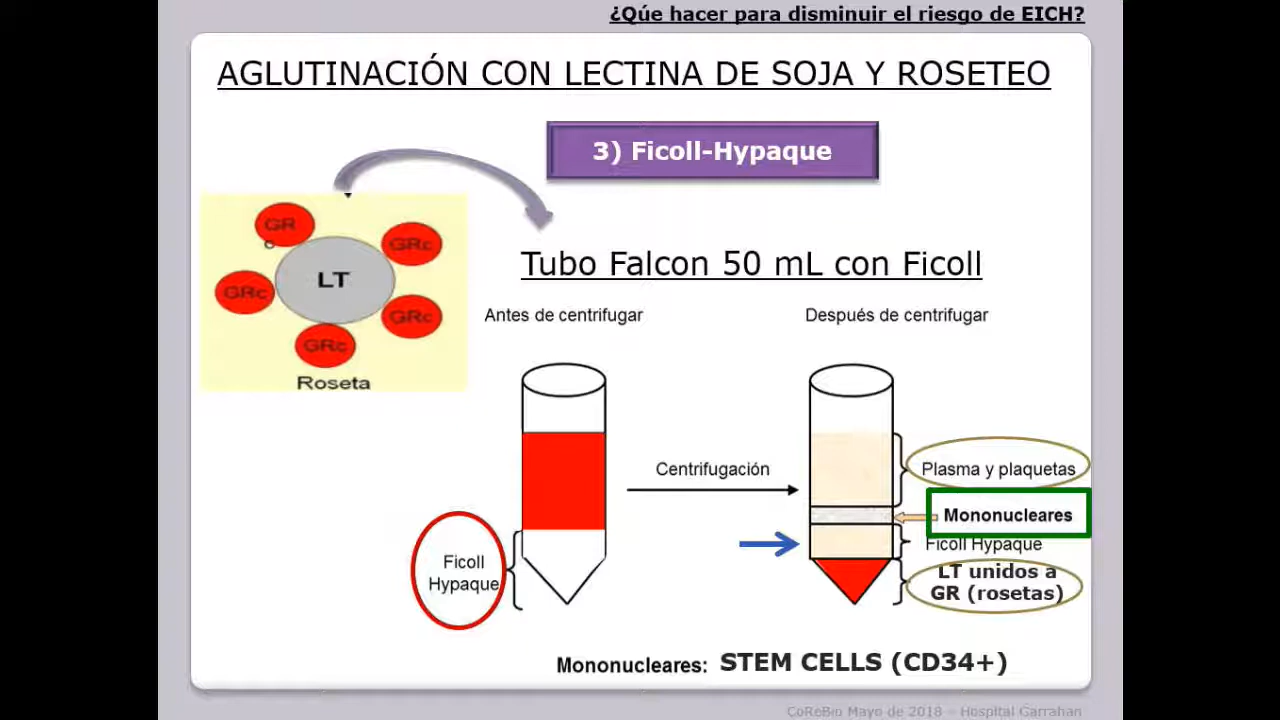 ¿Qúe hacer para disminuir el riesgo de EICH?
AGLUTINACIÓN CON LECTINA DE SOJA Y ROSETEO
3) Ficoll-Hypaque
GR
c
GRc
LT
GRc
GRc
GRc
Roseta
Tubo Falcon 50 mL con Ficoll
Antes de centrifugar
Después de centrifugar
Centrifugación
Ficoll
Hypaque
Plasma y plaquetas
Mononucleares
Ficoll Hypaque
LT unidos a
GR (rosetas)
Mononucleares: STEM CELLS (CD34+)
CoReBio Mayo de 2018 - Hospital Garrahan